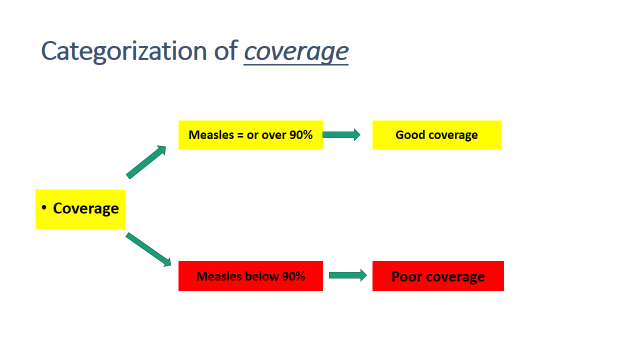 Categorization of coverage
Measles = or over 90%
Good coverage
• Coverage
Measles below 90%
Poor coverage